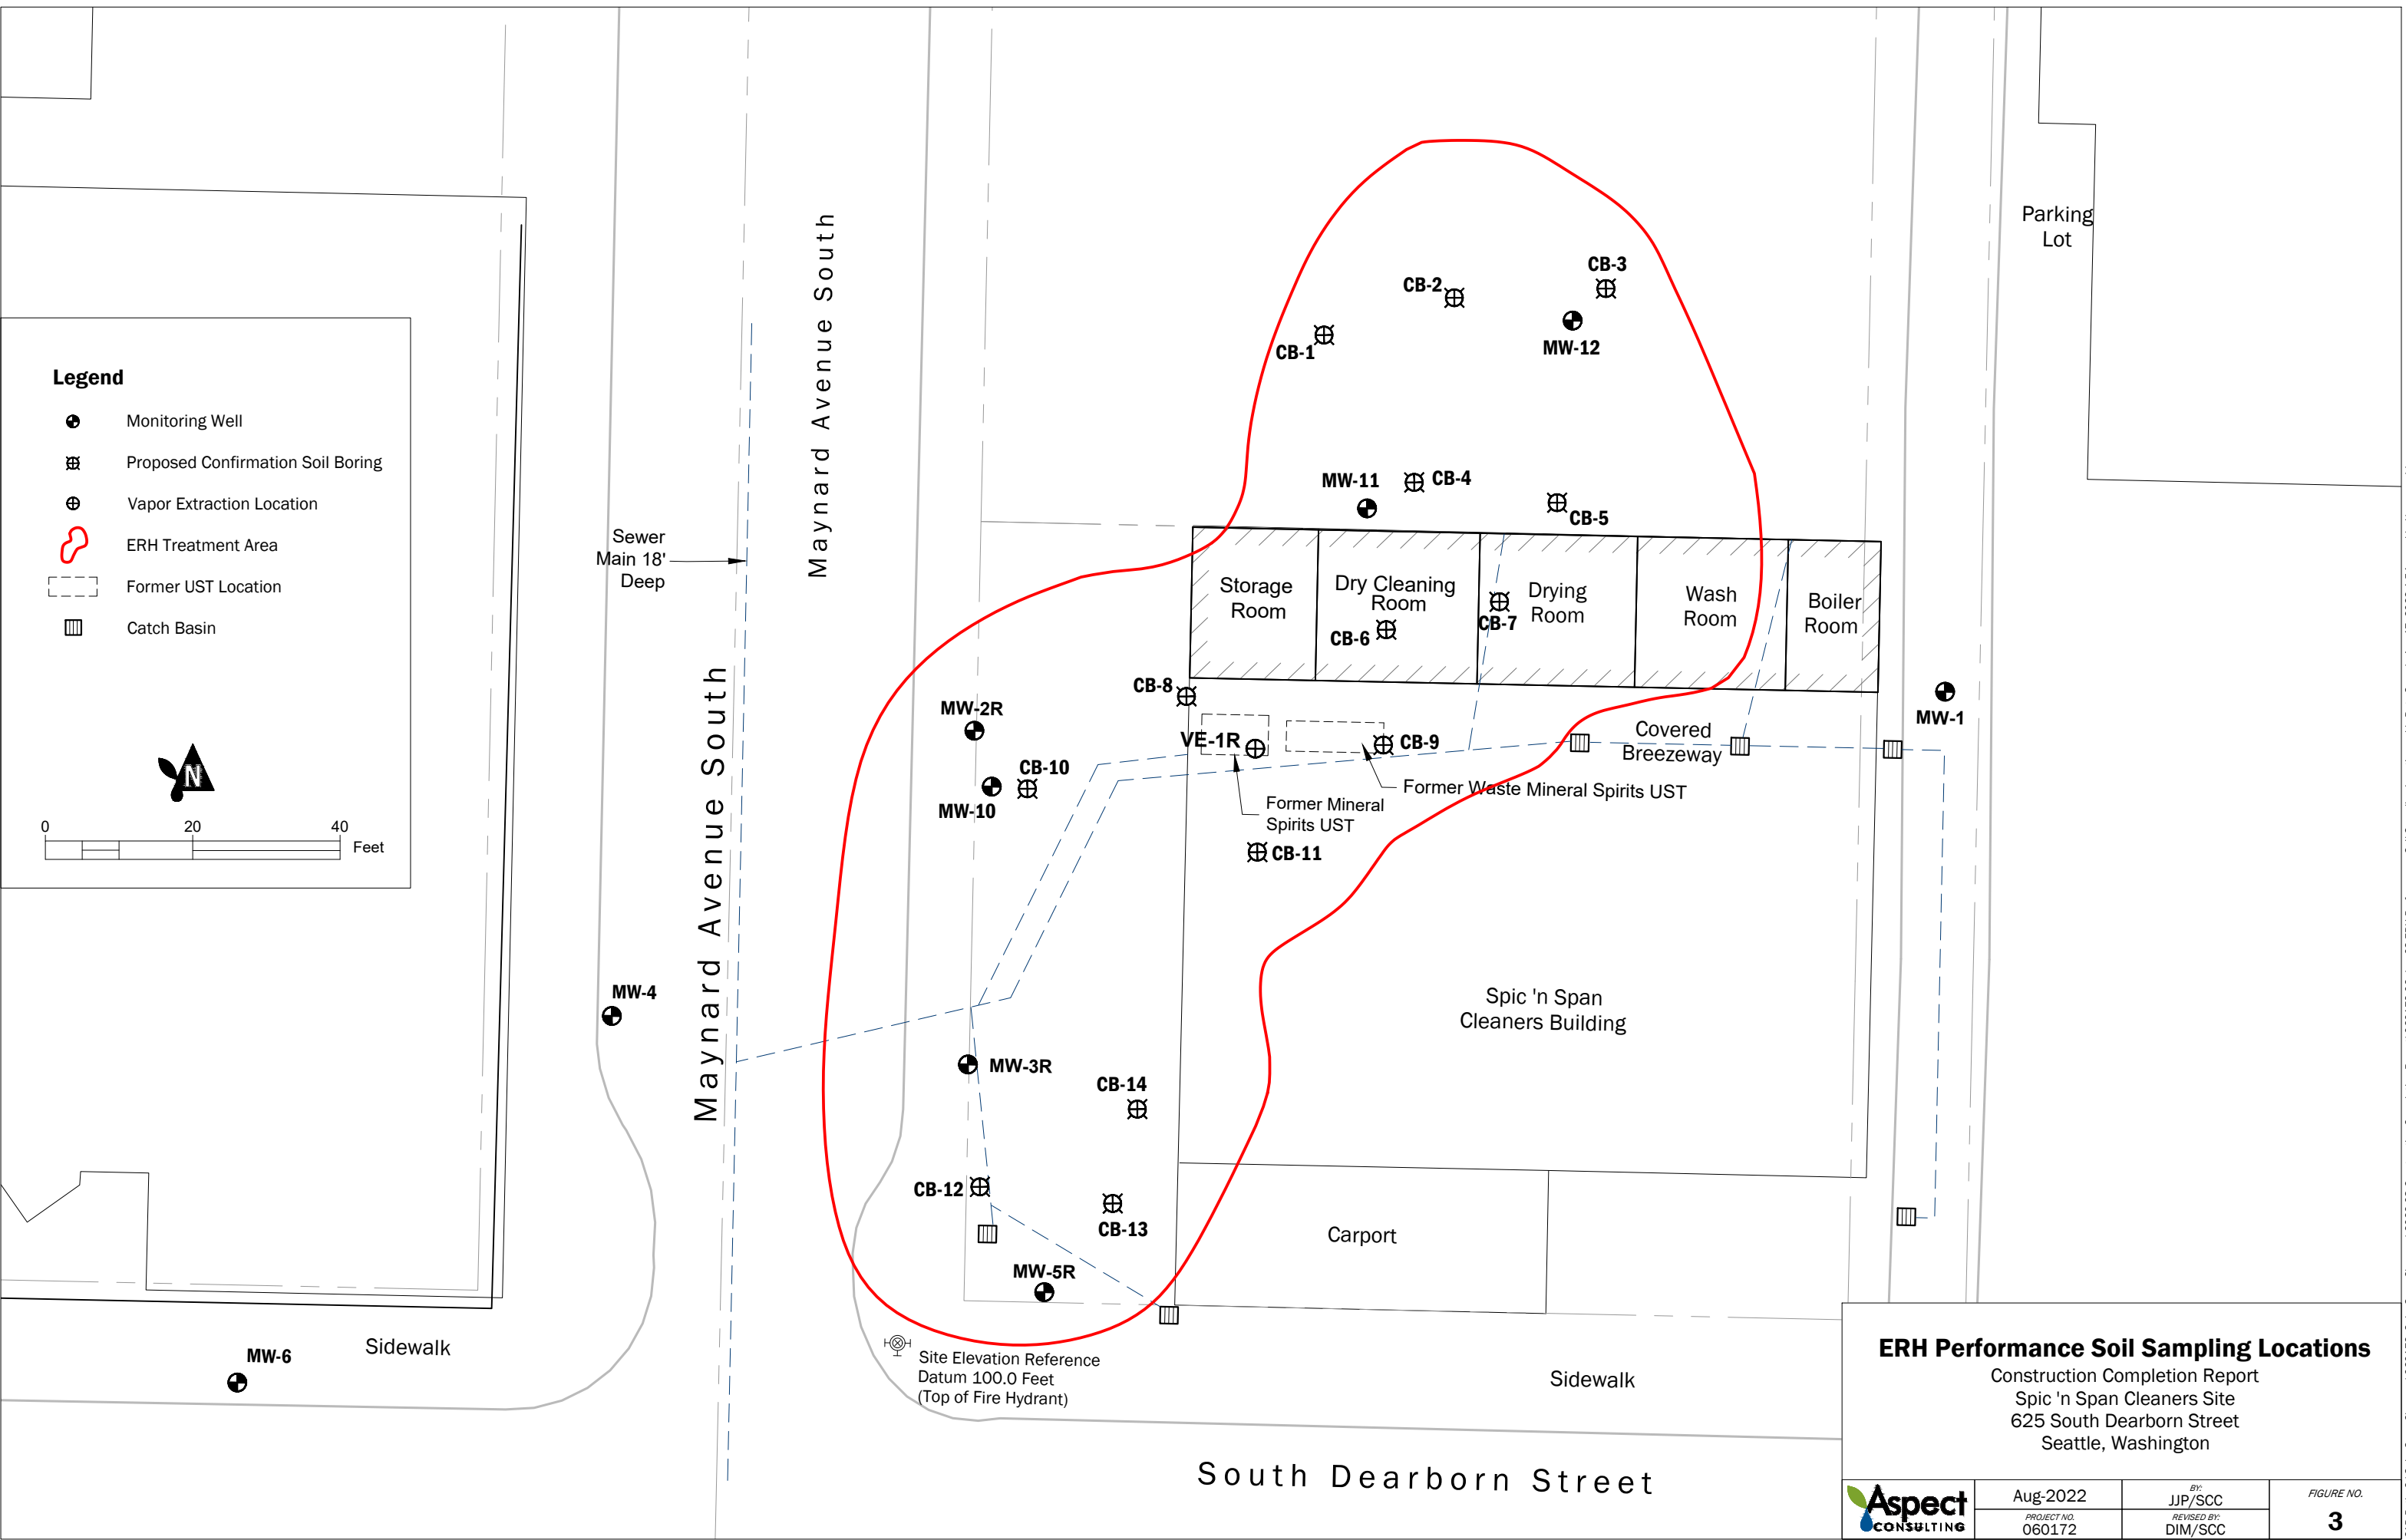 Legend
Monitoring Well
Proposed Confirmation Soil Boring
Vapor Extraction Location
ERH Treatment Area
Former UST Location
Catch Basin
N
0 20 40
Feet
Sewer
Main 18'
Deep
Maynard Avenue South
Maynard Avenue South
Parking
Lot
CB-3
CB-2
CB-1
MW-12
MW-11
CB-4
CB-5
Storage
Room
Dry Cleaning
Room
Drying
Room
Wash
Room
Boiler
Room
CB-6
CB-7
CB-8
MW-2R
VE-1R
CB-9
Covered
Breezeway
MW-1
CB-10
MW-10
Former Waste Mineral Spirits UST
Former Mineral
Spirits UST
CB-11
MW-4
Spic 'n Span
Cleaners Building
MW-3R
CB-14
CB-12
CB-13
Carport
MW-5R
MW-6
Sidewalk
Site Elevation Reference
Datum 100.0 Feet
(Top of Fire Hydrant)
Sidewalk
South Dearborn Street
ERH Performance Soil Sampling Locations
Construction Completion Report
Spic 'n Span Cleaners Site
625 South Dearborn Street
Seattle, Washington
Aspect
CONSULTING
Aug-2022
PROJECT NO.
060172
BY:
JJP/SCC
REVISED BY:
DIM/SCC
FIGURE NO.
3